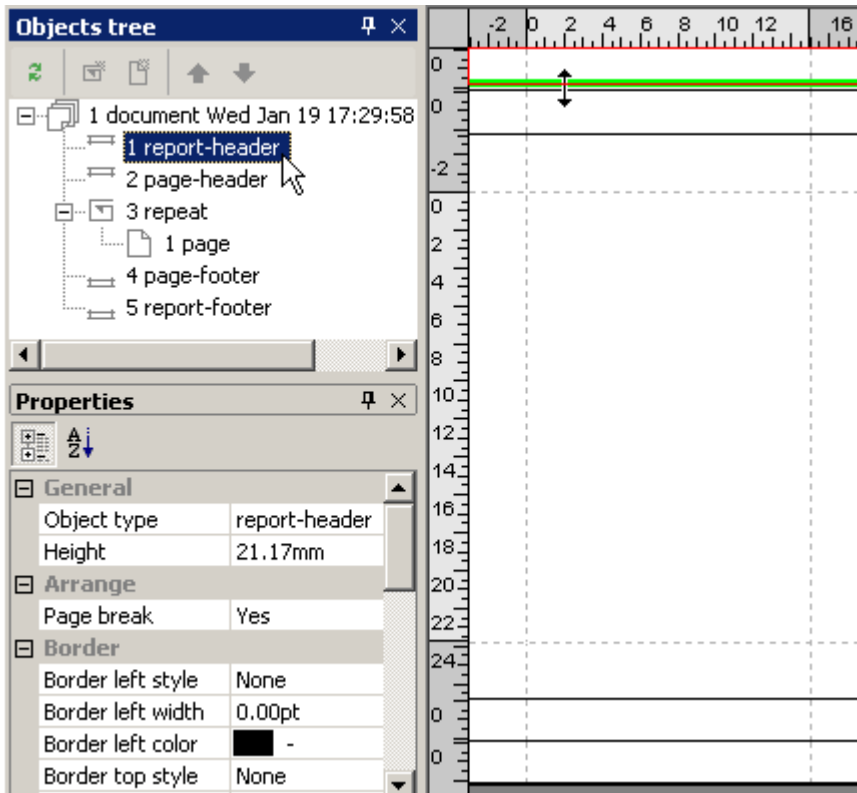 Objects tree
1 document Wed Jan 19 17:29:58
1 report-header
2 page-header
3 repeat
1 page
4 page-footer
5 report-footer
Properties
A
Z
General
Object type report-header
Height 21.17mm
Arrange
Page break Yes
Border
Border left style None
Border left width 0.00pt
Border left color -
Border top style None
-2 0 2 4 6 8 10 12 16
0
0
-2
0
2
4
6
8
10
12
14
16
18
20
22
24
0
0